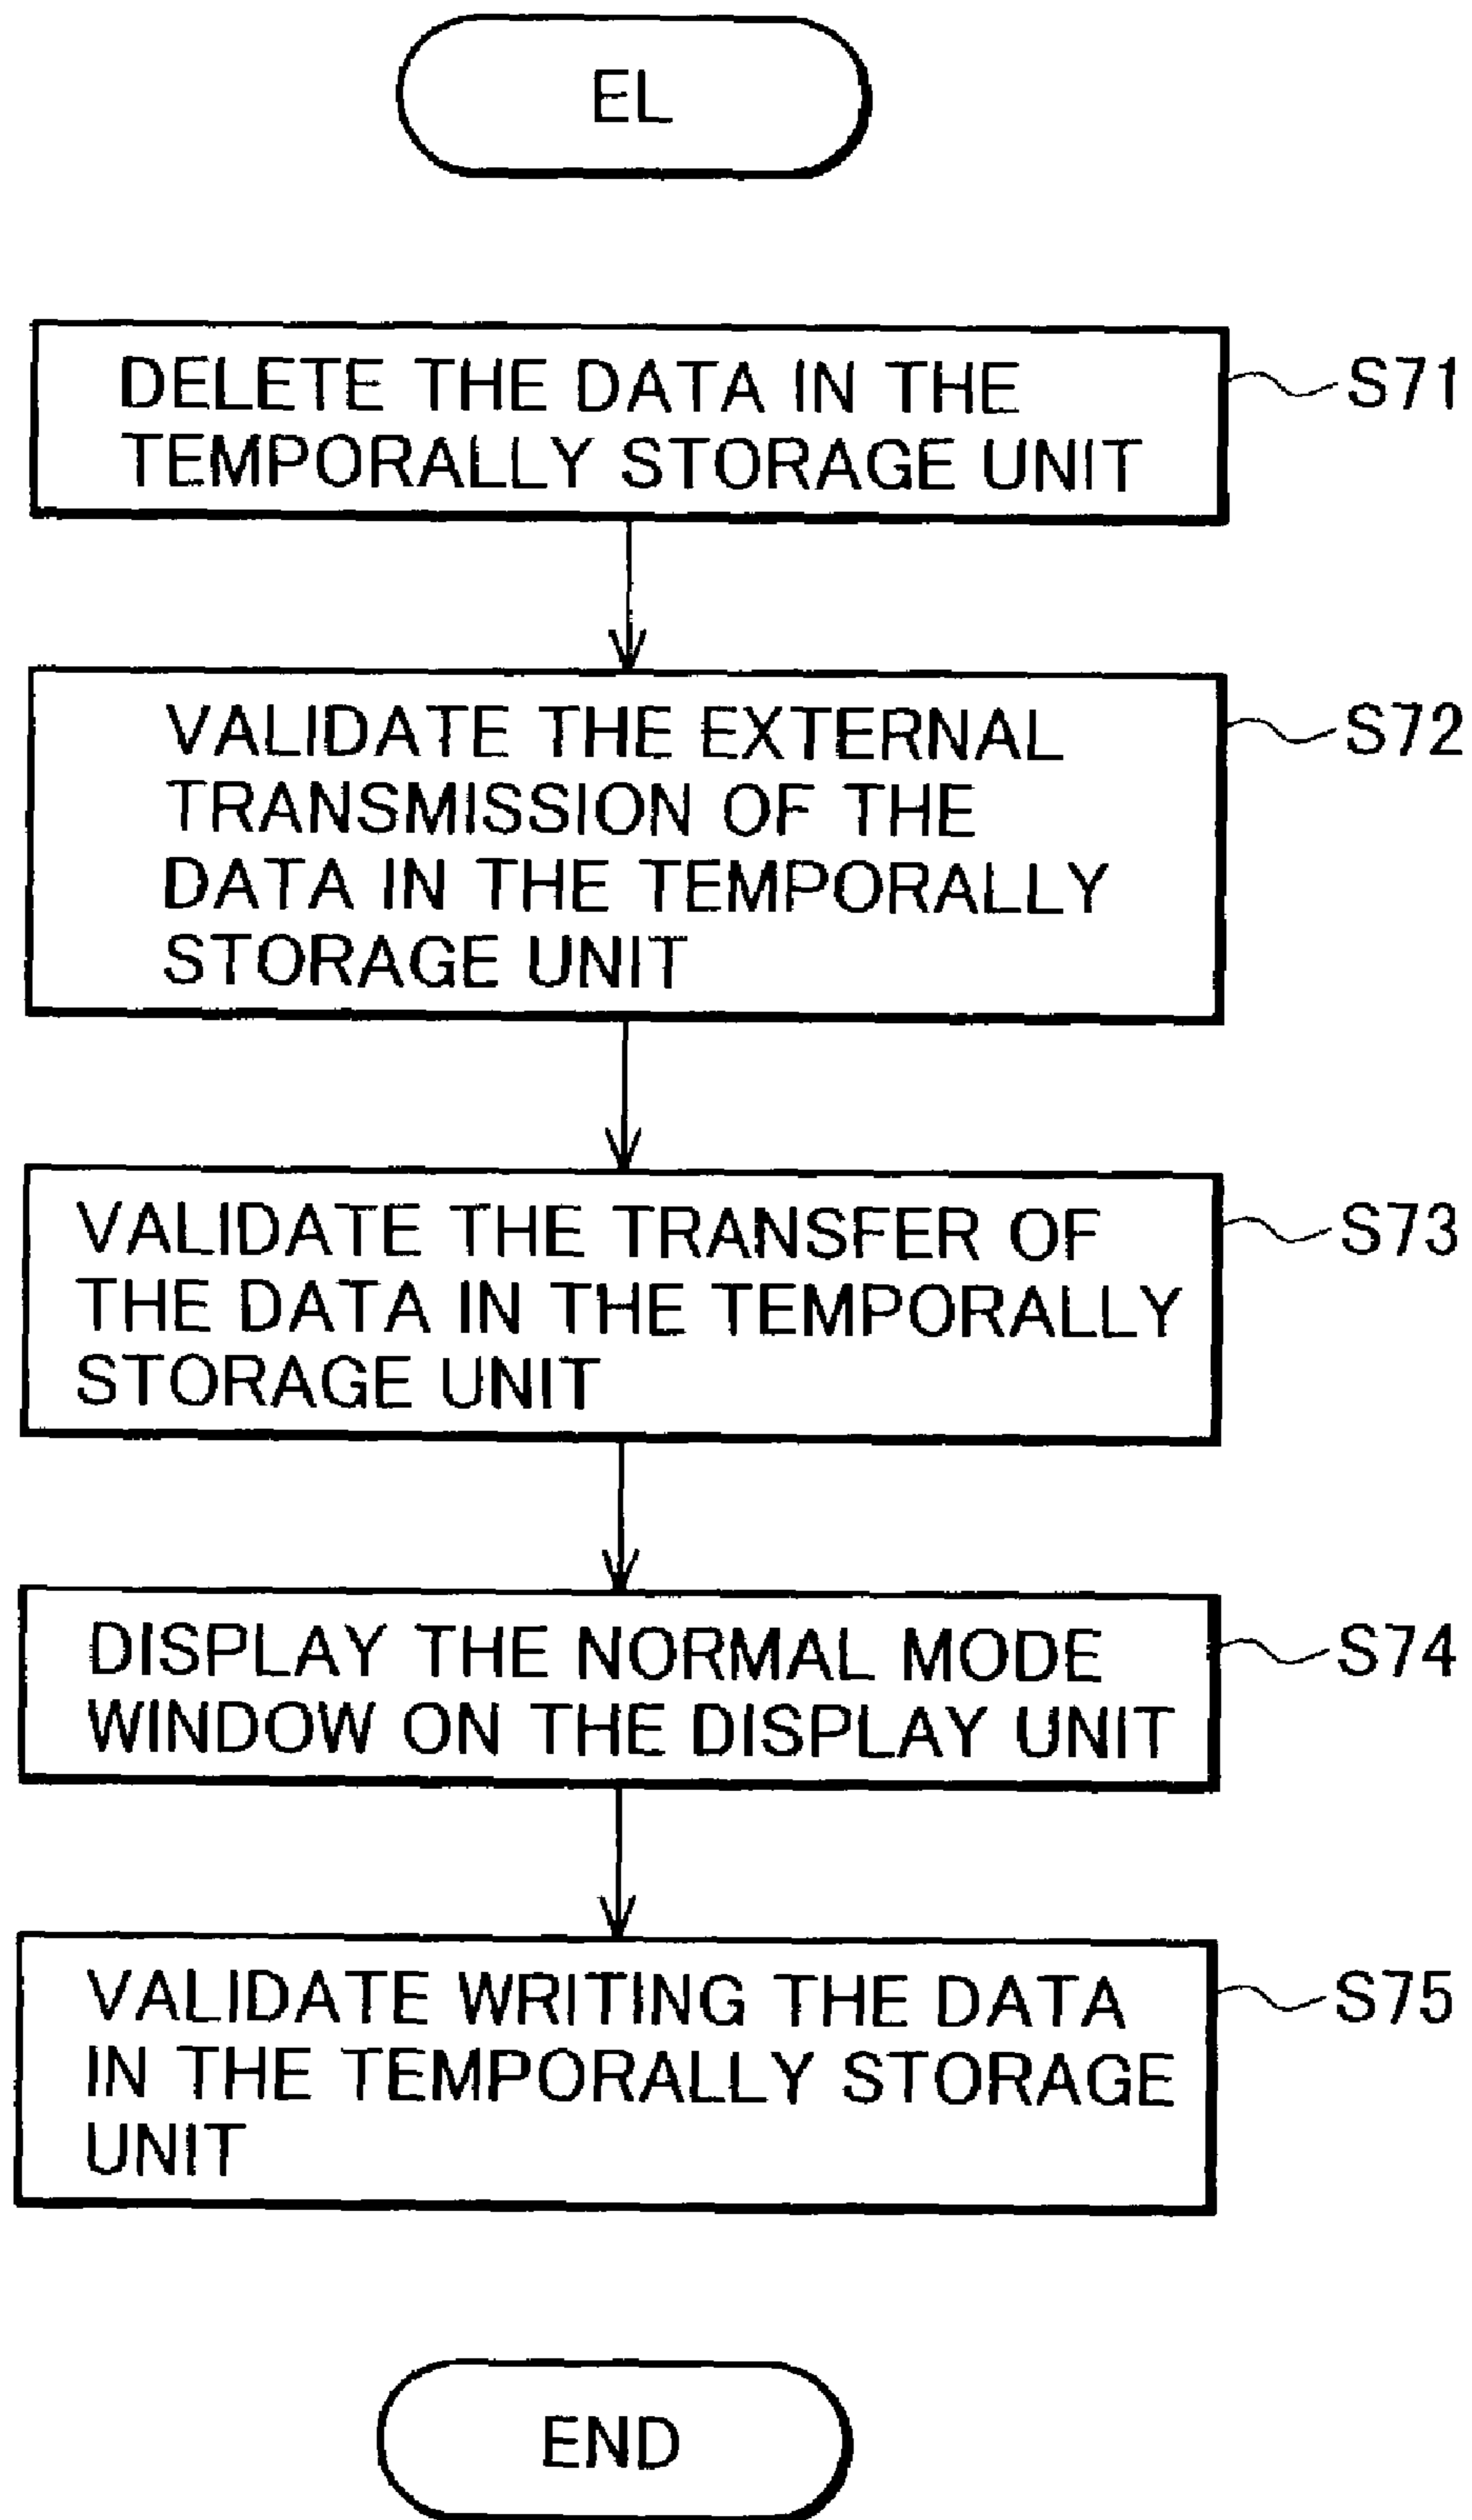 EL
DELETE THE DATA IN THE
TEMPORALLY STORAGE UNIT
S71
VALIDATE THE EXTERNAL
TRANSMISSION OF THE
DATA IN THE TEMPORALLY
STORAGE UNIT
S72
VALIDATE THE TRANSFER OF
THE DATA IN THE TEMPORALLY
STORAGE UNIT
S73
DISPLAY THE NORMAL MODE
WINDOW ON THE DISPLAY UNIT
S74
VALIDATE WRITING THE DATA
IN THE TEMPORALLY STORAGE
UNIT
S75
END